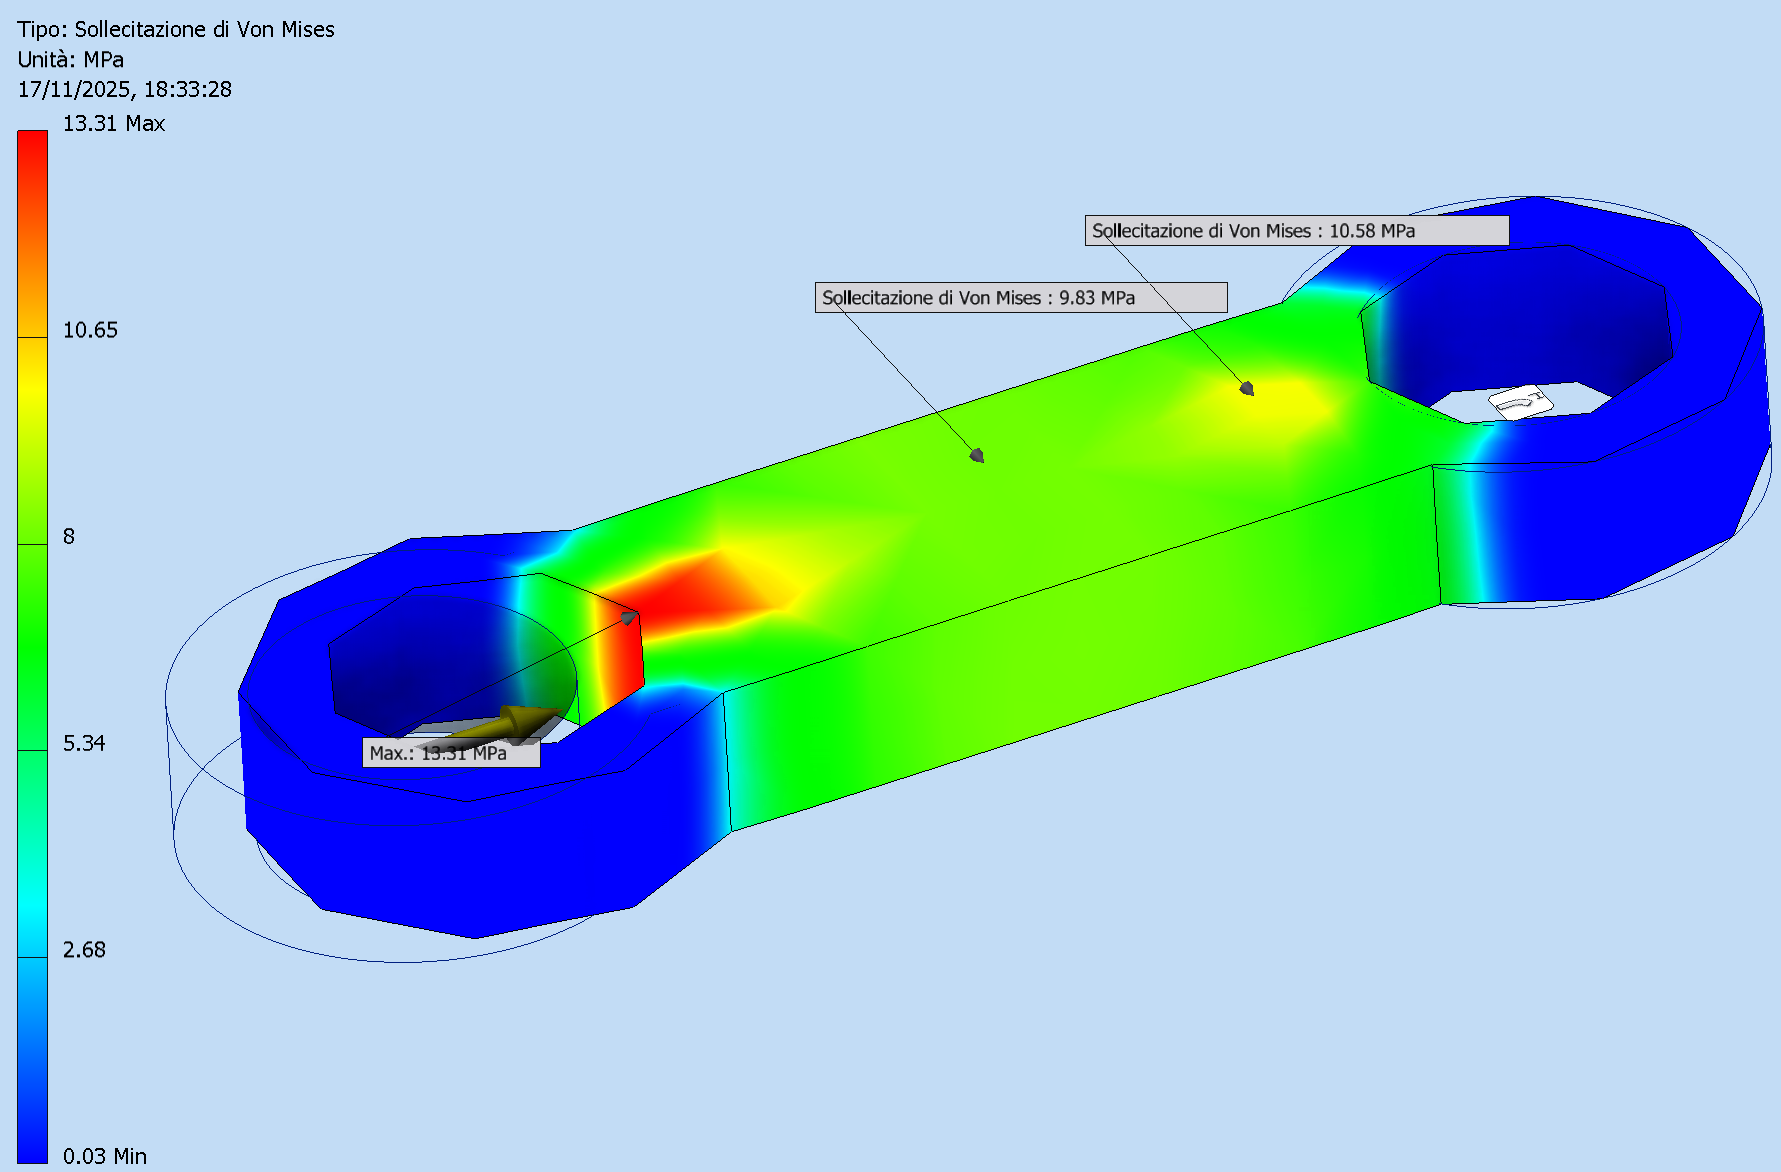 Tipo: Sollecitazione di Von Mises
Unità: MPa
17/11/2025, 18:33:28
13.31 Max
Sollecitazione di Von Mises : 10.58 MPa
Sollecitazione di Von Mises : 9.83 MPa
10.65
8
5.34
Max.: 13.31 MPa
2.68
0.03 Min